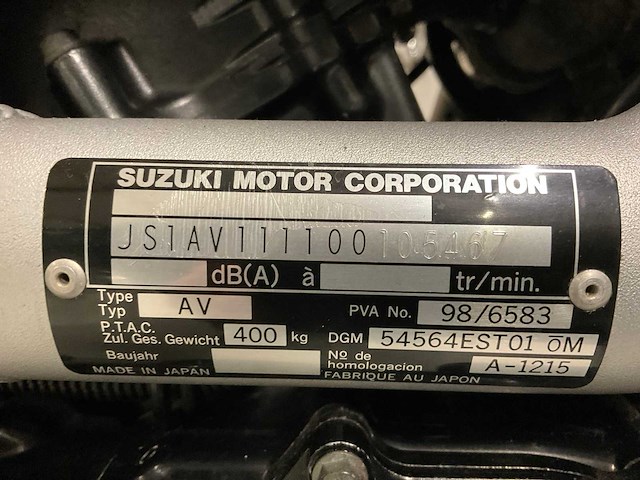 SUZUKI MOTOR CORPORATION
JS1AV111100105467
dB(A) à tr/min.
Type
Typ AV PVA No. 98/6583
P.T.A.C.
Zul. Ges. Gewicht 400 kg DGM 54564EST01 OM
Baujahr Nº de
homologacion A-1215
MADE IN JAPAN FABRIQUE AU JAPON